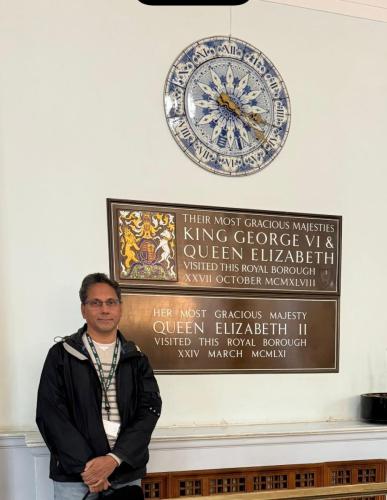 THEIR MOST GRACIOUS MAJESTIES
KING GEORGE VI &
QUEEN ELIZABETH
VISITED THIS ROYAL BOROUGH
XXVII OCTOBER MCMXLVIII
HER MOST GRACIOUS MAJESTY
QUEEN ELIZABETH II
VISITED THIS ROYAL BOROUGH
XXIV MARCH MCMLXI